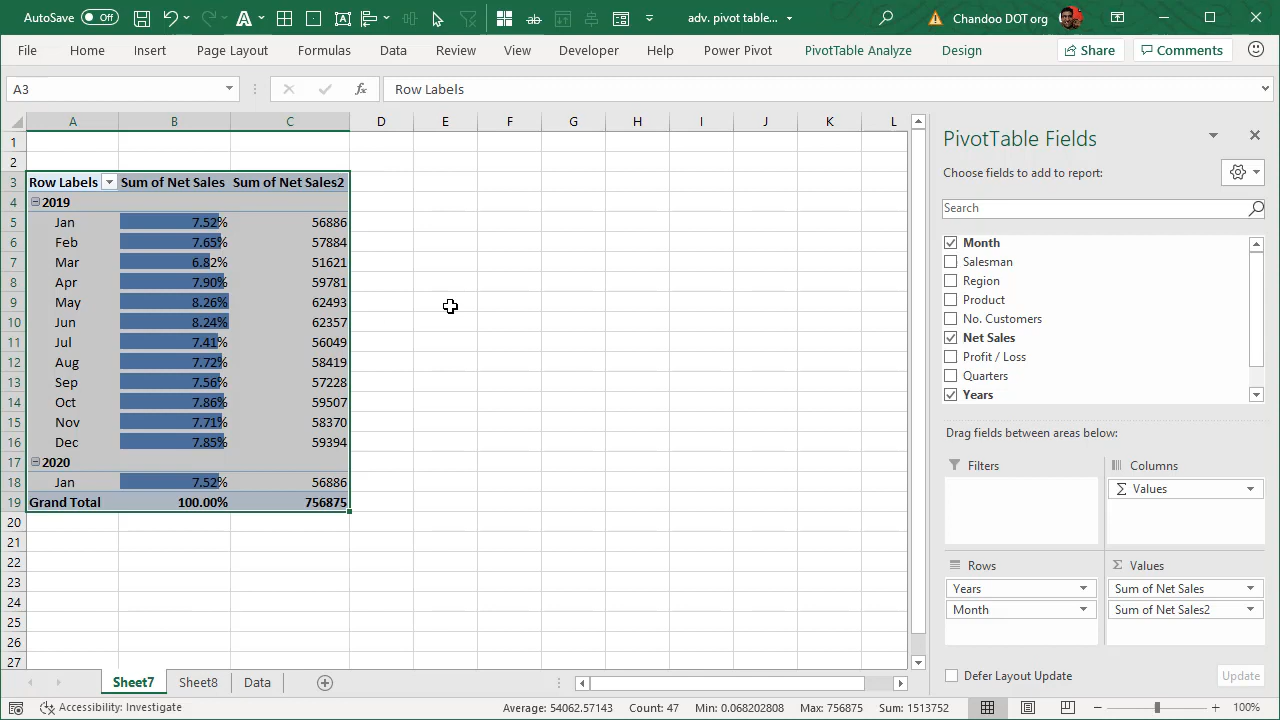 AutoSave Off adv. pivot table... Chandoo DOT org
File Home Insert Page Layout Formulas Data Review View Developer Help Power Pivot PivotTable Analyze Design Share Comments
A3 fx Row Labels
A B C D E F G H I J K L
1
2
3 Row Labels Sum of Net Sales Sum of Net Sales2
4 2019
5 Jan 7.52% 56886
6 Feb 7.65% 57884
7 Mar 6.82% 51621
8 Apr 7.90% 59781
9 May 8.26% 62493
10 Jun 8.24% 62357
11 Jul 7.41% 56049
12 Aug 7.72% 58419
13 Sep 7.56% 57228
14 Oct 7.86% 59507
15 Nov 7.71% 58370
16 Dec 7.85% 59394
17 2020
18 Jan 7.52% 56886
19 Grand Total 100.00% 756875
20
21
22
23
24
25
26
27
PivotTable Fields
Choose fields to add to report:
Search
Month
Salesman
Region
Product
No. Customers
Net Sales
Profit / Loss
Quarters
Years
Drag fields between areas below:
Filters Columns
Σ Values
Rows Σ Values
Years Sum of Net Sales
Month Sum of Net Sales2
Defer Layout Update Update
Sheet7 Sheet8 Data
Accessibility: Investigate Average: 54062.57143 Count: 47 Min: 0.068202808 Max: 756875 Sum: 1513752 100%